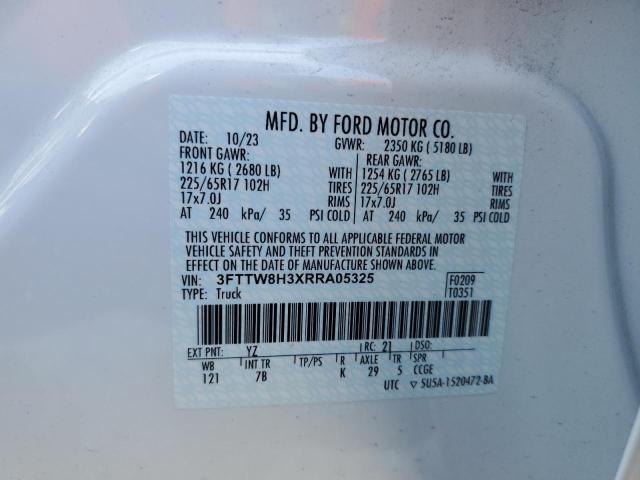 MFD. BY FORD MOTOR CO.
DATE: 10/23 GVWR: 2350 KG ( 5180 LB)
FRONT GAWR: REAR GAWR:
1216 KG ( 2680 LB) 1254 KG ( 2765 LB)
225/65R17 102H TIRES 225/65R17 102H TIRES
17x7.0J RIMS 17x7.0J RIMS
AT 240 kPa/ 35 PSI COLD AT 240 kPa/ 35 PSI COLD
THIS VEHICLE CONFORMS TO ALL APPLICABLE FEDERAL MOTOR
VEHICLE SAFETY AND THEFT PREVENTION STANDARDS IN
EFFECT ON THE DATE OF MANUFACTURE SHOWN ABOVE.
VIN: 3FTTW8H3XRRA05325 F0209
TYPE: Truck T0351
EXT PNT: YZ RC: 21 DSO:
WB INT TR TP/PS R AXLE TR SPR
121 7B K 29 5 CCGE
UTC ▽ 5U5A-1520472-BA